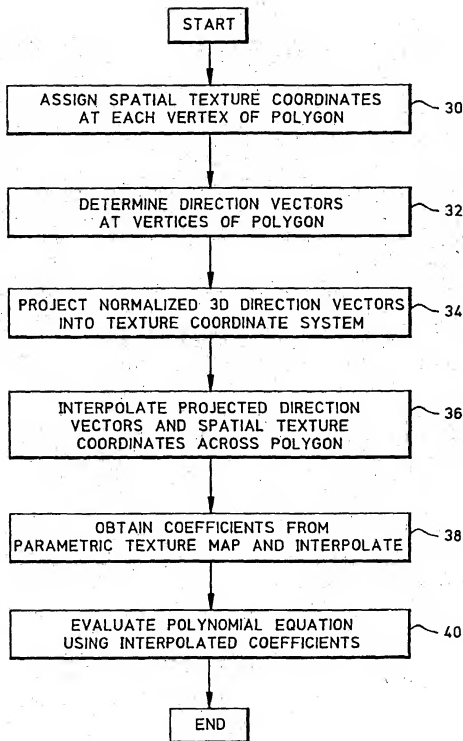 START
ASSIGN SPATIAL TEXTURE COORDINATES
AT EACH VERTEX OF POLYGON
30
DETERMINE DIRECTION VECTORS
AT VERTICES OF POLYGON
32
PROJECT NORMALIZED 3D DIRECTION VECTORS
INTO TEXTURE COORDINATE SYSTEM
34
INTERPOLATE PROJECTED DIRECTION
VECTORS AND SPATIAL TEXTURE
COORDINATES ACROSS POLYGON
36
OBTAIN COEFFICIENTS FROM
PARAMETRIC TEXTURE MAP AND INTERPOLATE
38
EVALUATE POLYNOMIAL EQUATION
USING INTERPOLATED COEFFICIENTS
40
END